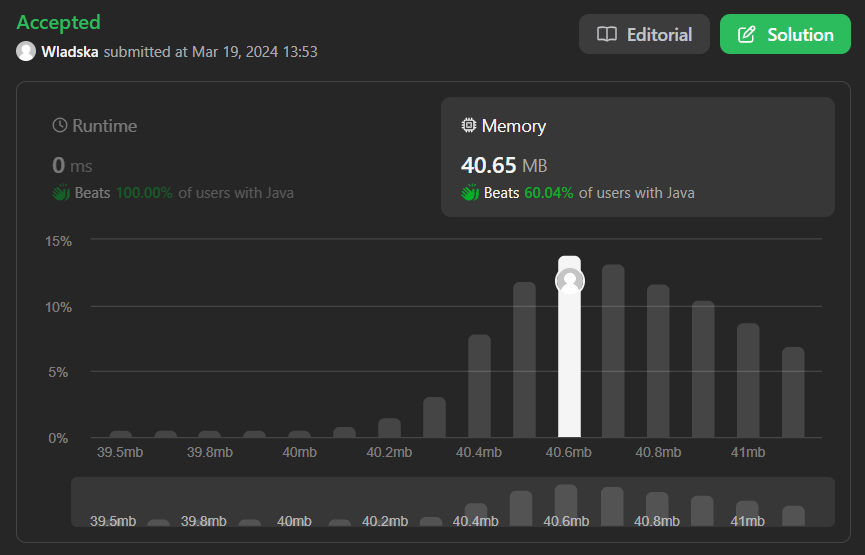 Accepted
Wladska submitted at Mar 19, 2024 13:53
Editorial
Solution
Runtime
0 ms
Beats 100.00% of users with Java
Memory
40.65 MB
Beats 60.04% of users with Java
15%
10%
5%
0%
39.5mb 39.8mb 40mb 40.2mb 40.4mb 40.6mb 40.8mb 41mb
39.5mb 39.8mb 40mb 40.2mb 40.4mb 40.6mb 40.8mb 41mb